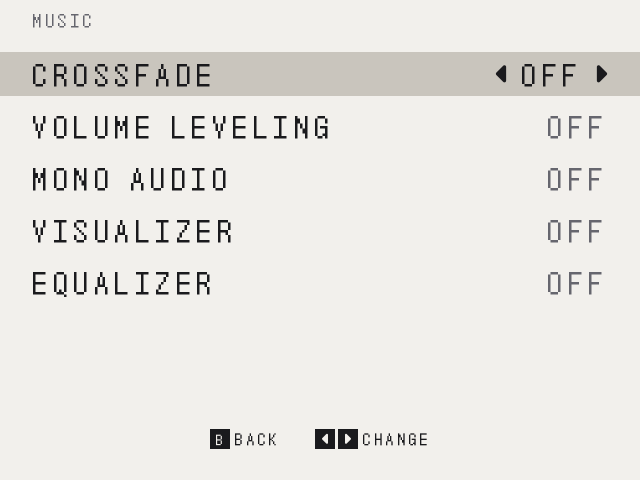 MUSIC
CROSSFADE OFF
VOLUME LEVELING OFF
MONO AUDIO OFF
VISUALIZER OFF
EQUALIZER OFF
B BACK CHANGE